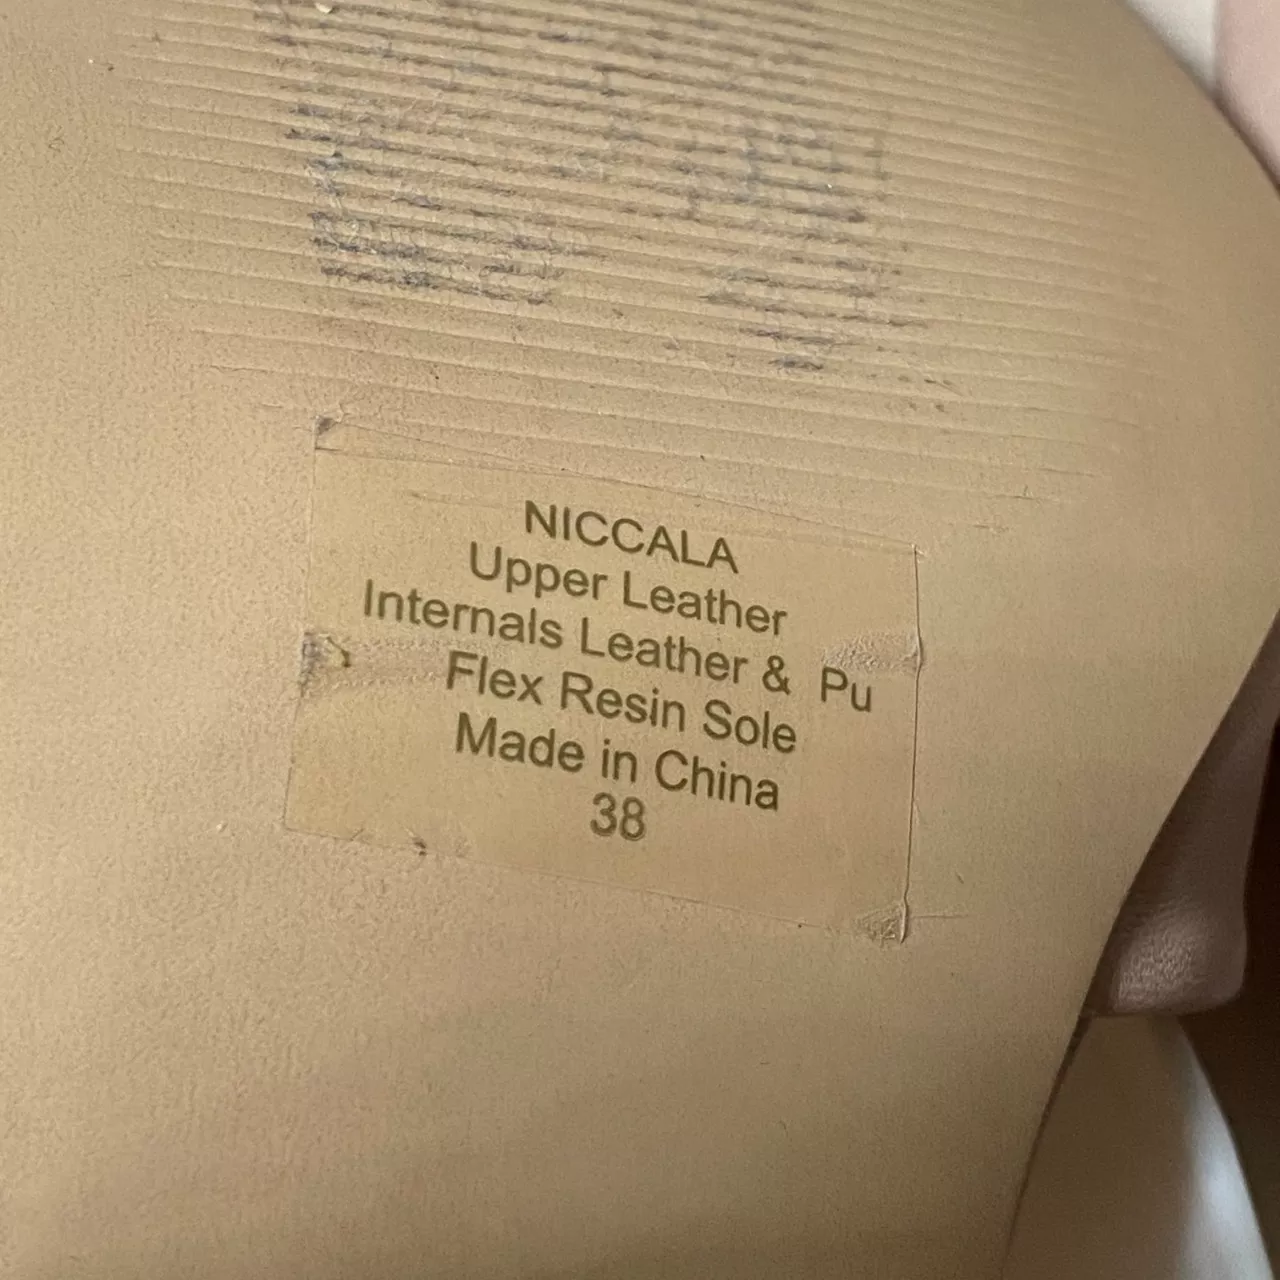 NICCALA
Upper Leather
Internals Leather & Pu
Flex Resin Sole
Made in China
38